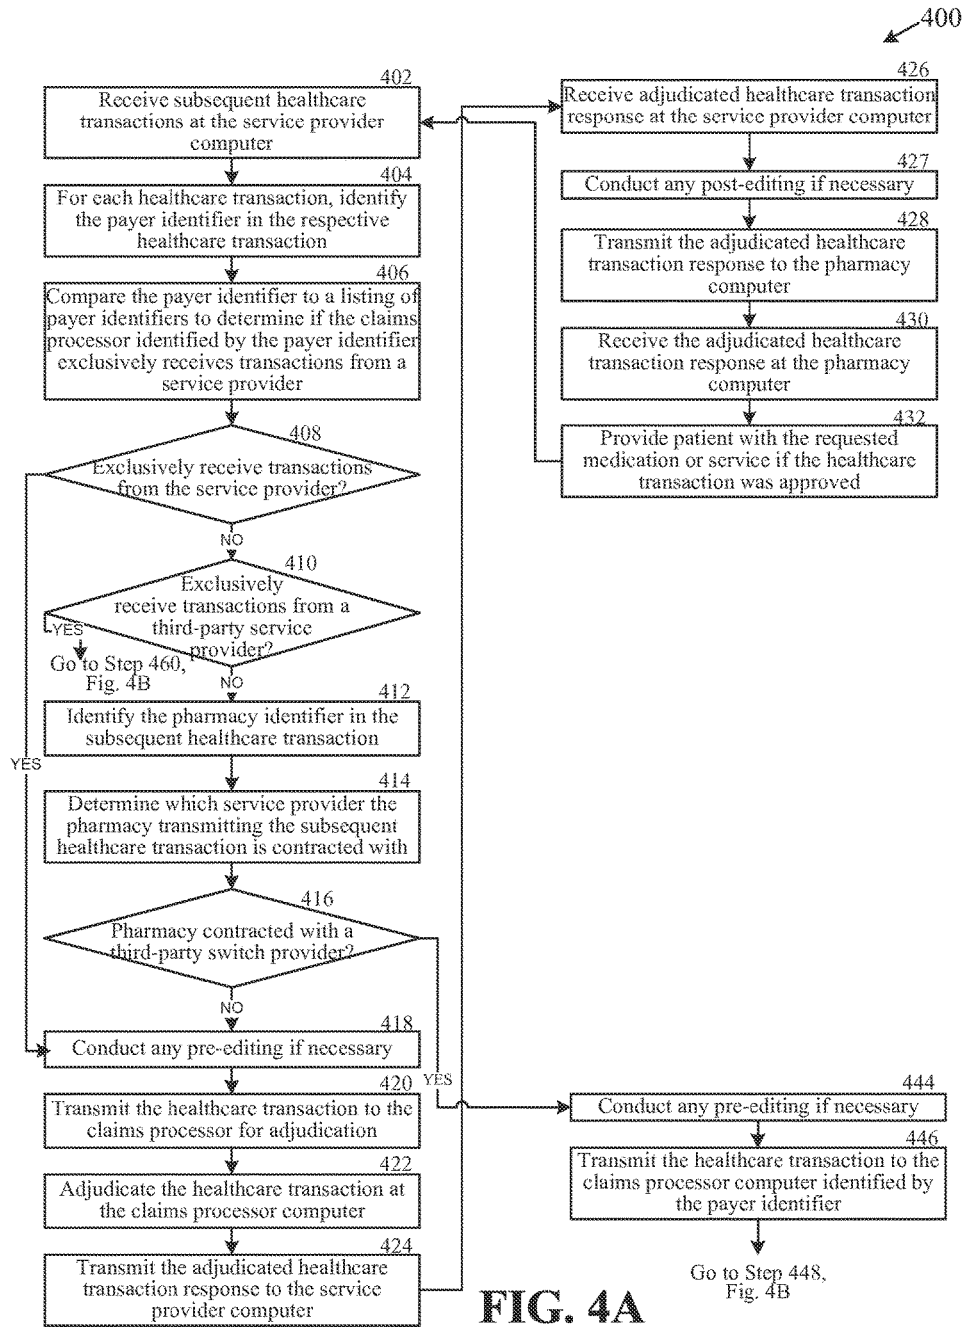 400
402
Receive subsequent healthcare
transactions at the service provider
computer
404
For each healthcare transaction, identify
the payer identifier in the respective
healthcare transaction
406
Compare the payer identifier to a listing of
payer identifiers to determine if the claims
processor identified by the payer identifier
exclusively receives transactions from a
service provider
408
Exclusively receive transactions
from the service provider?
NO
410
Exclusively
receive transactions from a
third-party service
provider?
YES
Go to Step 460,
Fig. 4B
NO
412
Identify the pharmacy identifier in the
subsequent healthcare transaction
YES
414
Determine which service provider the
pharmacy transmitting the subsequent
healthcare transaction is contracted with
416
Pharmacy contracted with a
third-party switch provider?
NO
418
Conduct any pre-editing if necessary
YES
420
Transmit the healthcare transaction to the
claims processor for adjudication
422
Adjudicate the healthcare transaction at
the claims processor computer
424
Transmit the adjudicated healthcare
transaction response to the service
provider computer
426
Receive adjudicated healthcare transaction
response at the service provider computer
427
Conduct any post-editing if necessary
428
Transmit the adjudicated healthcare
transaction response to the pharmacy
computer
430
Receive the adjudicated healthcare
transaction response at the pharmacy
computer
432
Provide patient with the requested
medication or service if the healthcare
transaction was approved
444
Conduct any pre-editing if necessary
446
Transmit the healthcare transaction to the
claims processor computer identified by
the payer identifier
Go to Step 448,
Fig. 4B
FIG. 4A